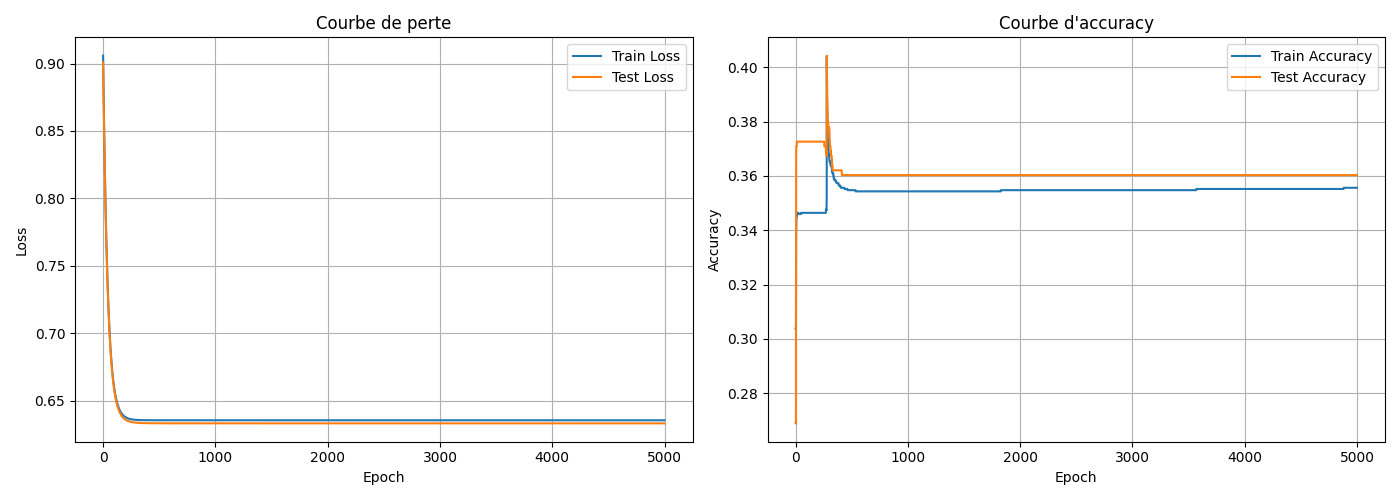 Courbe de perte
Train Loss
Test Loss
0.90
0.85
0.80
0.75
0.70
0.65
Loss
0
1000
2000
3000
4000
5000
Epoch
Courbe d'accuracy
Train Accuracy
Test Accuracy
0.40
0.38
0.36
0.34
0.32
0.30
0.28
Accuracy
0
1000
2000
3000
4000
5000
Epoch